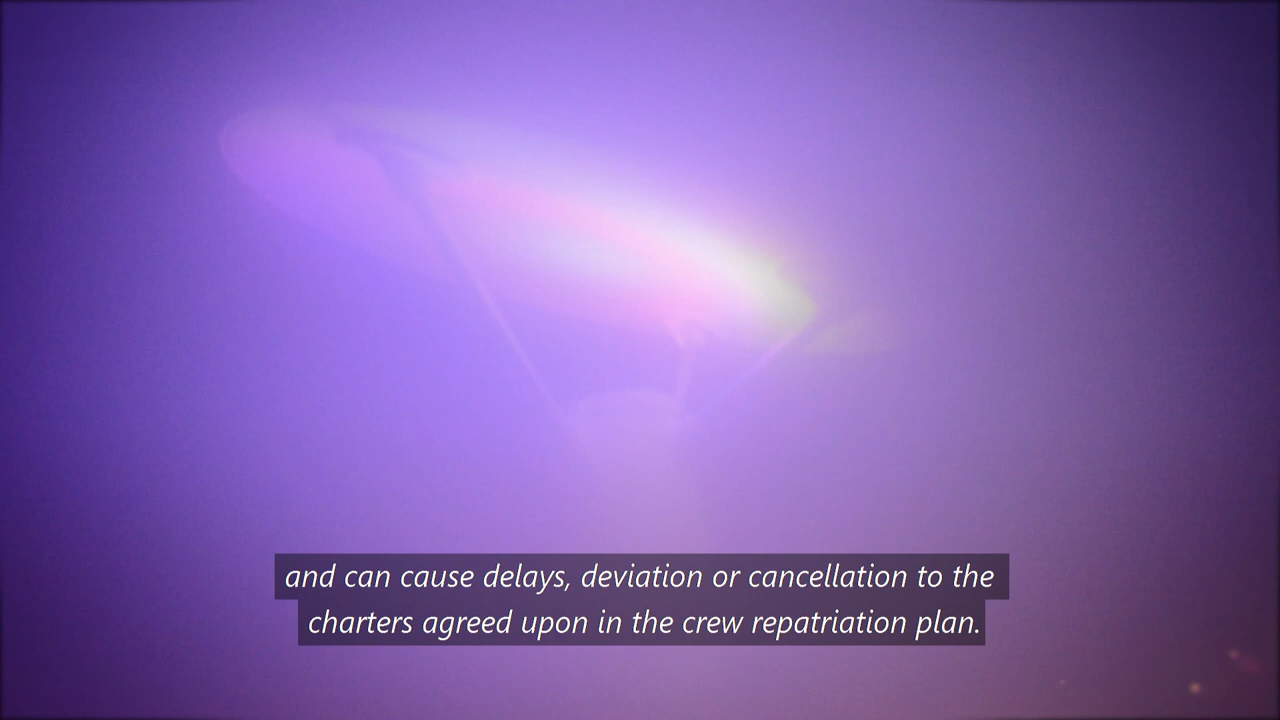 and can cause delays, deviation or cancellation to the
charters agreed upon in the crew repatriation plan.